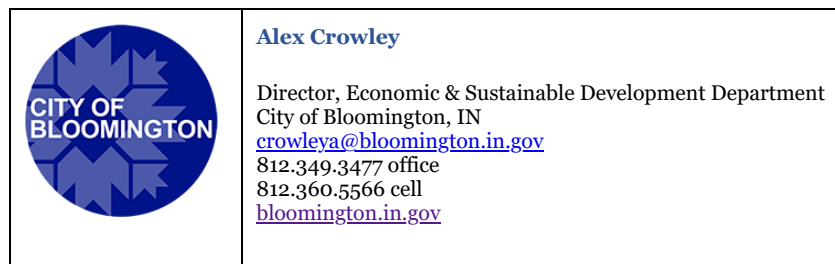 CITY OF
BLOOMINGTON
Alex Crowley
Director, Economic & Sustainable Development Department
City of Bloomington, IN
crowleya@bloomington.in.gov
812.349.3477 office
812.360.5566 cell
bloomington.in.gov